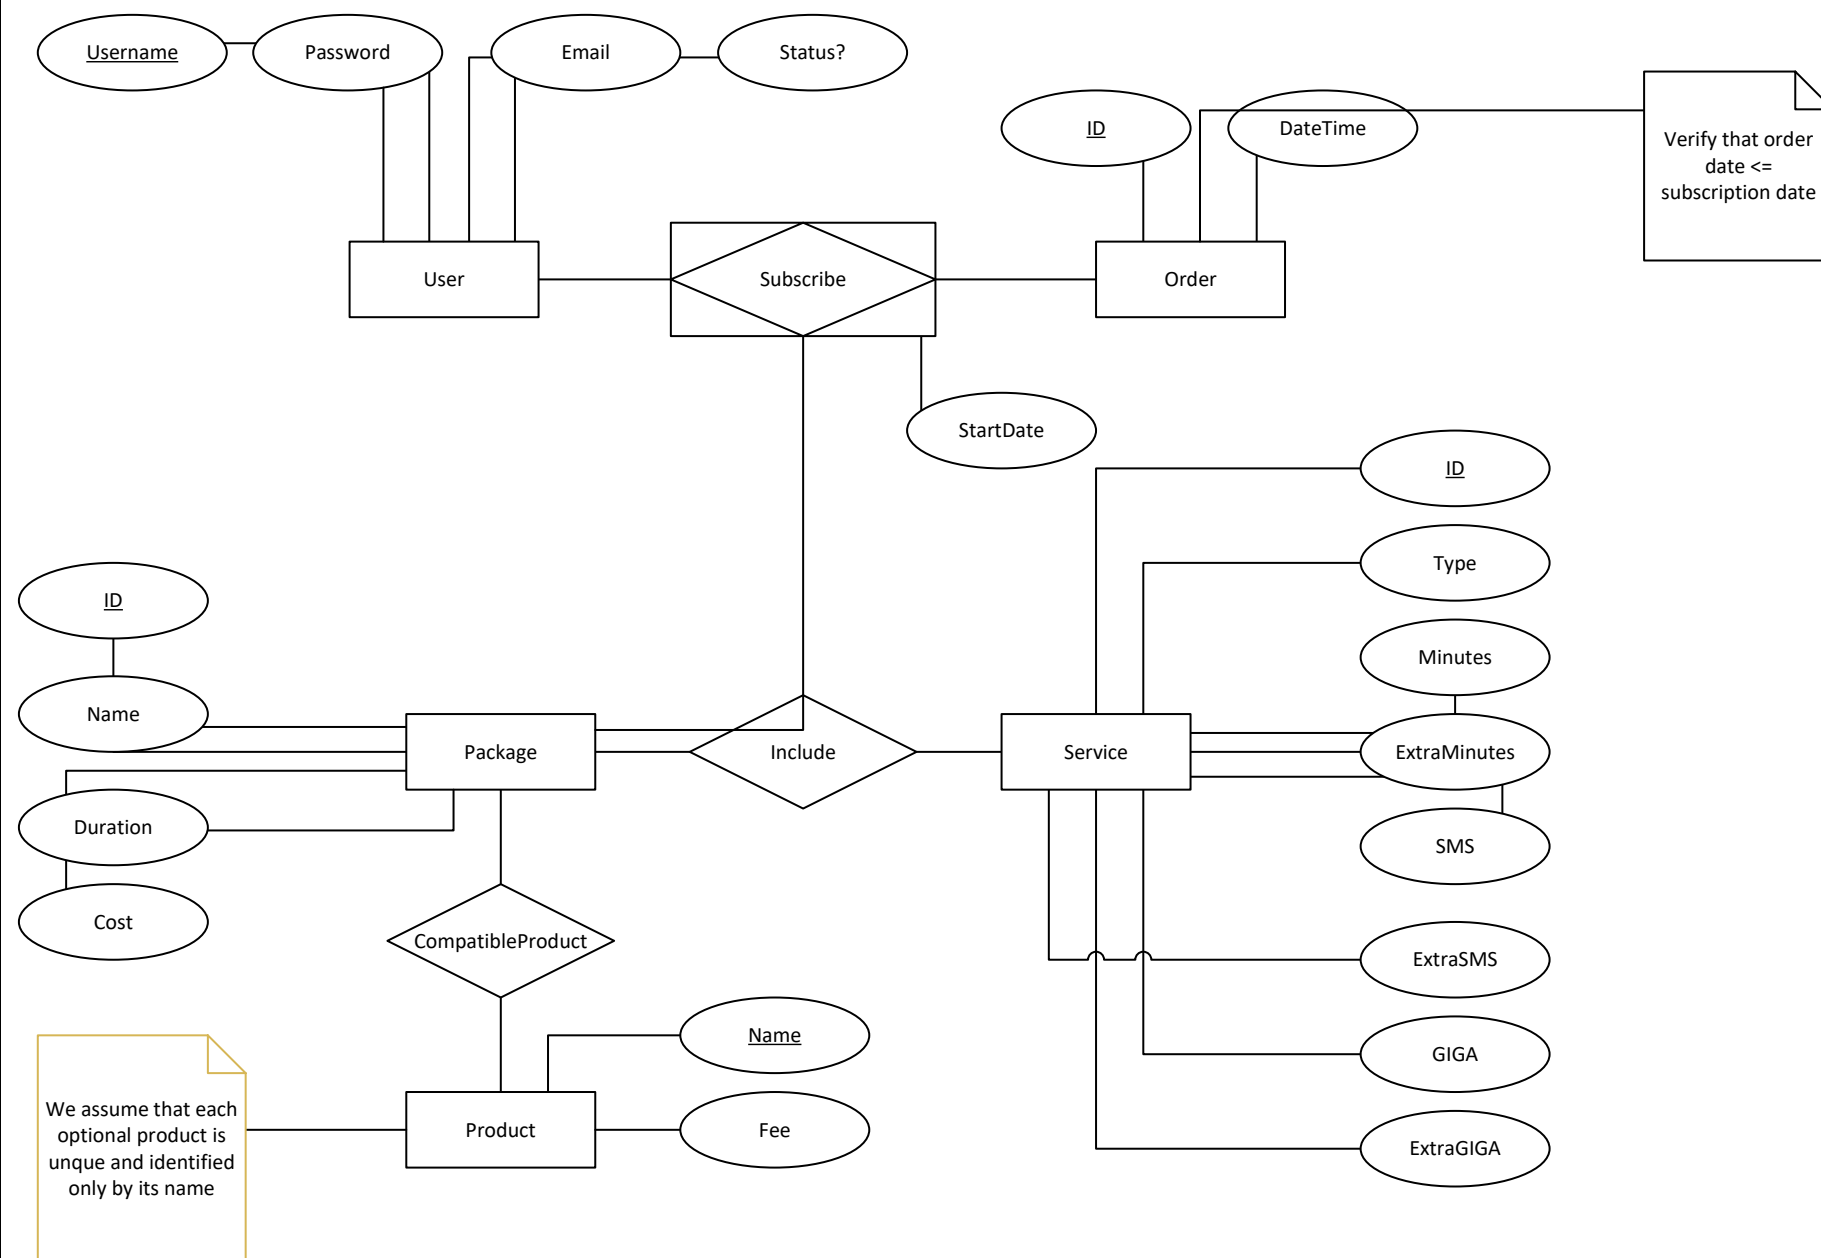 Username
Password
Email
Status?
ID
DateTime
Verify that order
date <=
subscription date
User
Subscribe
Order
StartDate
ID
Type
Minutes
ID
Name
Package
Include
Service
ExtraMinutes
Duration
SMS
Cost
CompatibleProduct
ExtraSMS
Name
GIGA
We assume that each
optional product is
unque and identified
only by its name
Product
Fee
ExtraGIGA